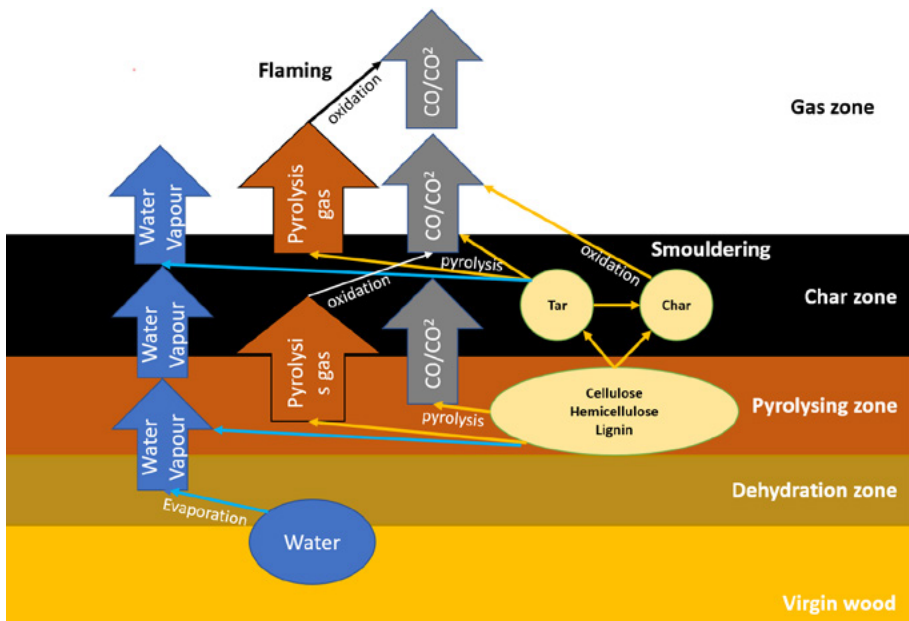 CO/CO²
Flaming
oxidation
Gas zone
Water
Vapour
Pyrolysis
gas
CO/CO²
Smouldering
pyrolysis
oxidation
Water
Vapour
oxidation
Tar
Char
Char zone
Pyrolysi
s gas
CO/CO²
Cellulose
Hemicellulose
Lignin
Water
Vapour
pyrolysis
Pyrolysing zone
Evaporation
Dehydration zone
Water
Virgin wood